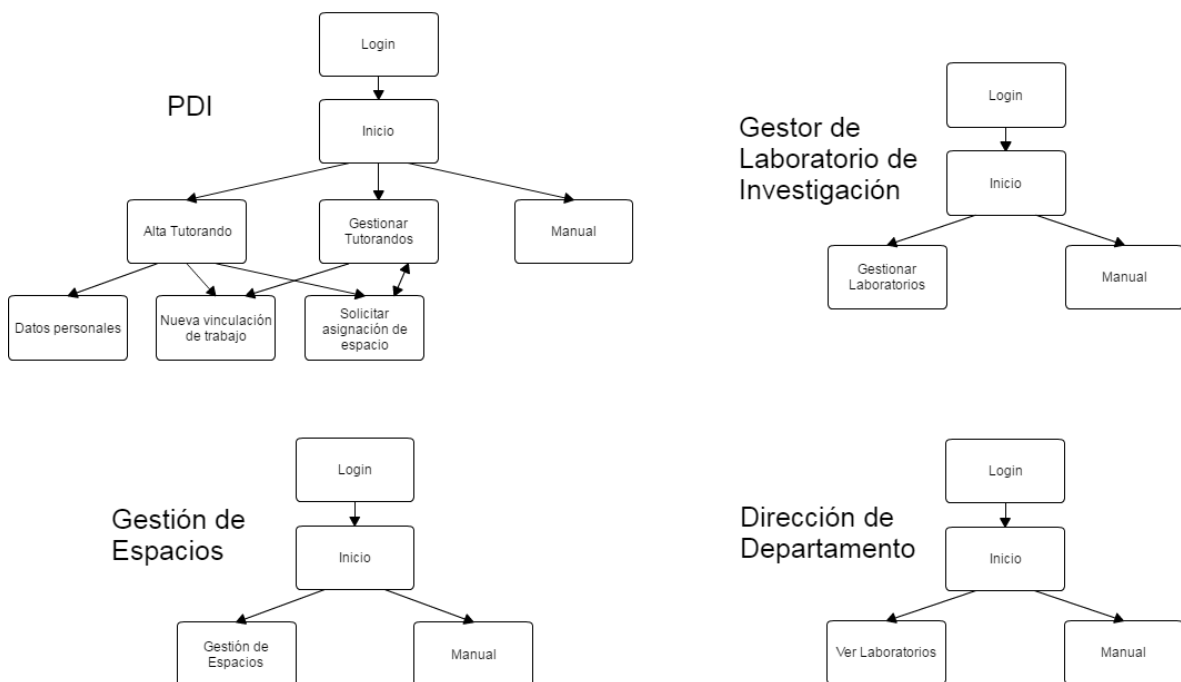 PDI
Login
Inicio
Alta Tutorando
Gestionar
Tutorandos
Manual
Datos personales
Nueva vinculación
de trabajo
Solicitar
asignación de
espacio
Gestor de
Laboratorio de
Investigación
Login
Inicio
Gestionar
Laboratorios
Manual
Gestión de
Espacios
Login
Inicio
Gestión de
Espacios
Manual
Dirección de
Departamento
Login
Inicio
Ver Laboratorios
Manual